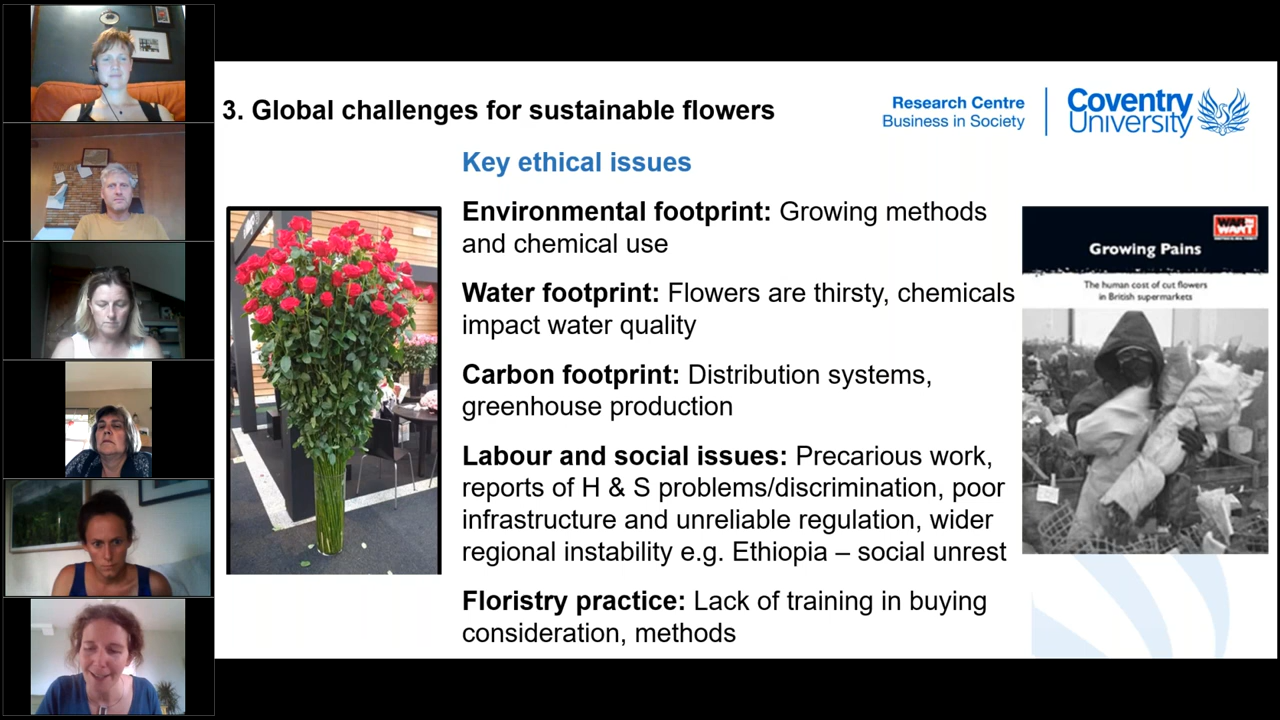 3. Global challenges for sustainable flowers
Research Centre
Business in Society
Coventry
University
Key ethical issues
Environmental footprint: Growing methods
and chemical use
Water footprint: Flowers are thirsty, chemicals
impact water quality
Carbon footprint: Distribution systems,
greenhouse production
Labour and social issues: Precarious work,
reports of H & S problems/discrimination, poor
infrastructure and unreliable regulation, wider
regional instability e.g. Ethiopia – social unrest
Floristry practice: Lack of training in buying
consideration, methods
WAR
WANT
Growing Pains
The human cost of cut flowers
in British supermarkets